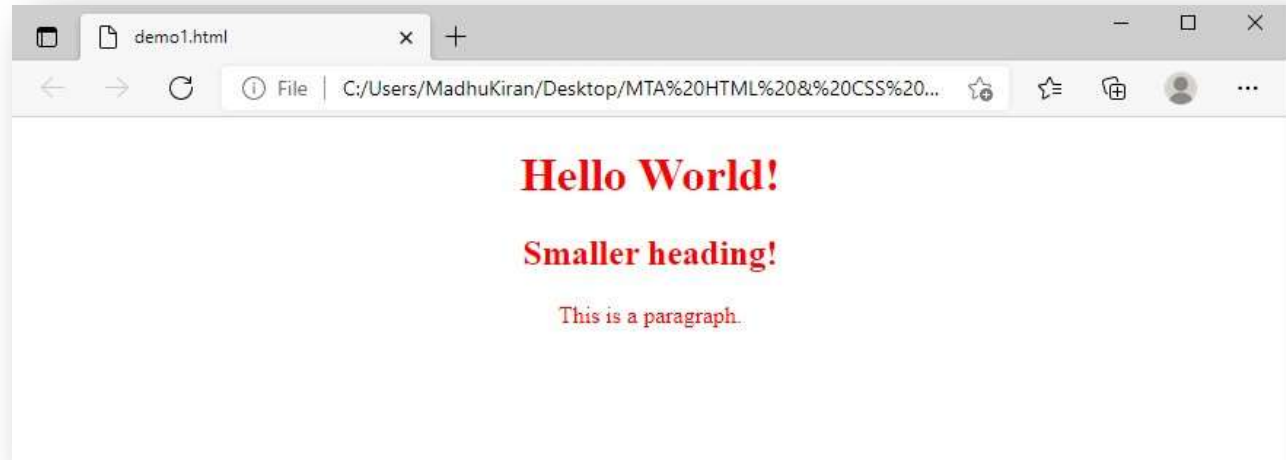 demo1.html
File C:/Users/MadhuKiran/Desktop/MTA%20HTML%20&%20CSS%20...
Hello World!
Smaller heading!
This is a paragraph.